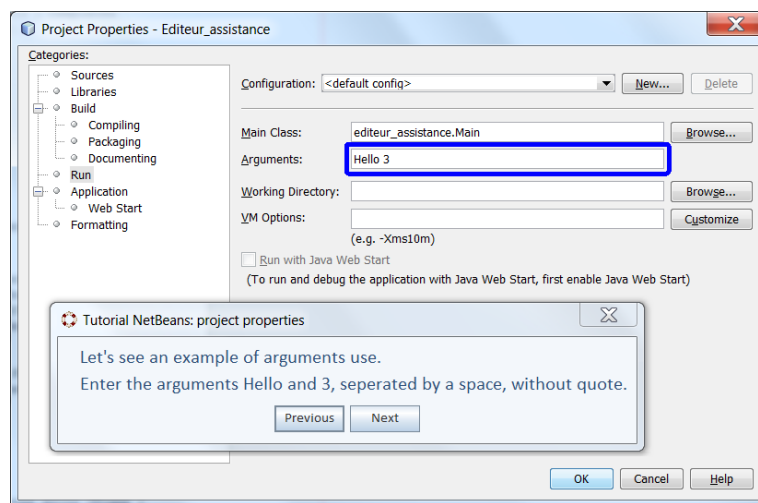 Project Properties - Editeur_assistance
Categories:
Sources
Libraries
Build
Compiling
Packaging
Documenting
Run
Application
Web Start
Formatting
Configuration: <default config> New... Delete
Main Class: editeur_assistance.Main Browse...
Arguments: Hello 3
Working Directory: Browse...
VM Options: Customize
(e.g. -Xms10m)
Run with Java Web Start
(To run and debug the application with Java Web Start, first enable Java Web Start)
Tutorial NetBeans: project properties
Let's see an example of arguments use.
Enter the arguments Hello and 3, seperated by a space, without quote.
Previous Next
OK Cancel Help